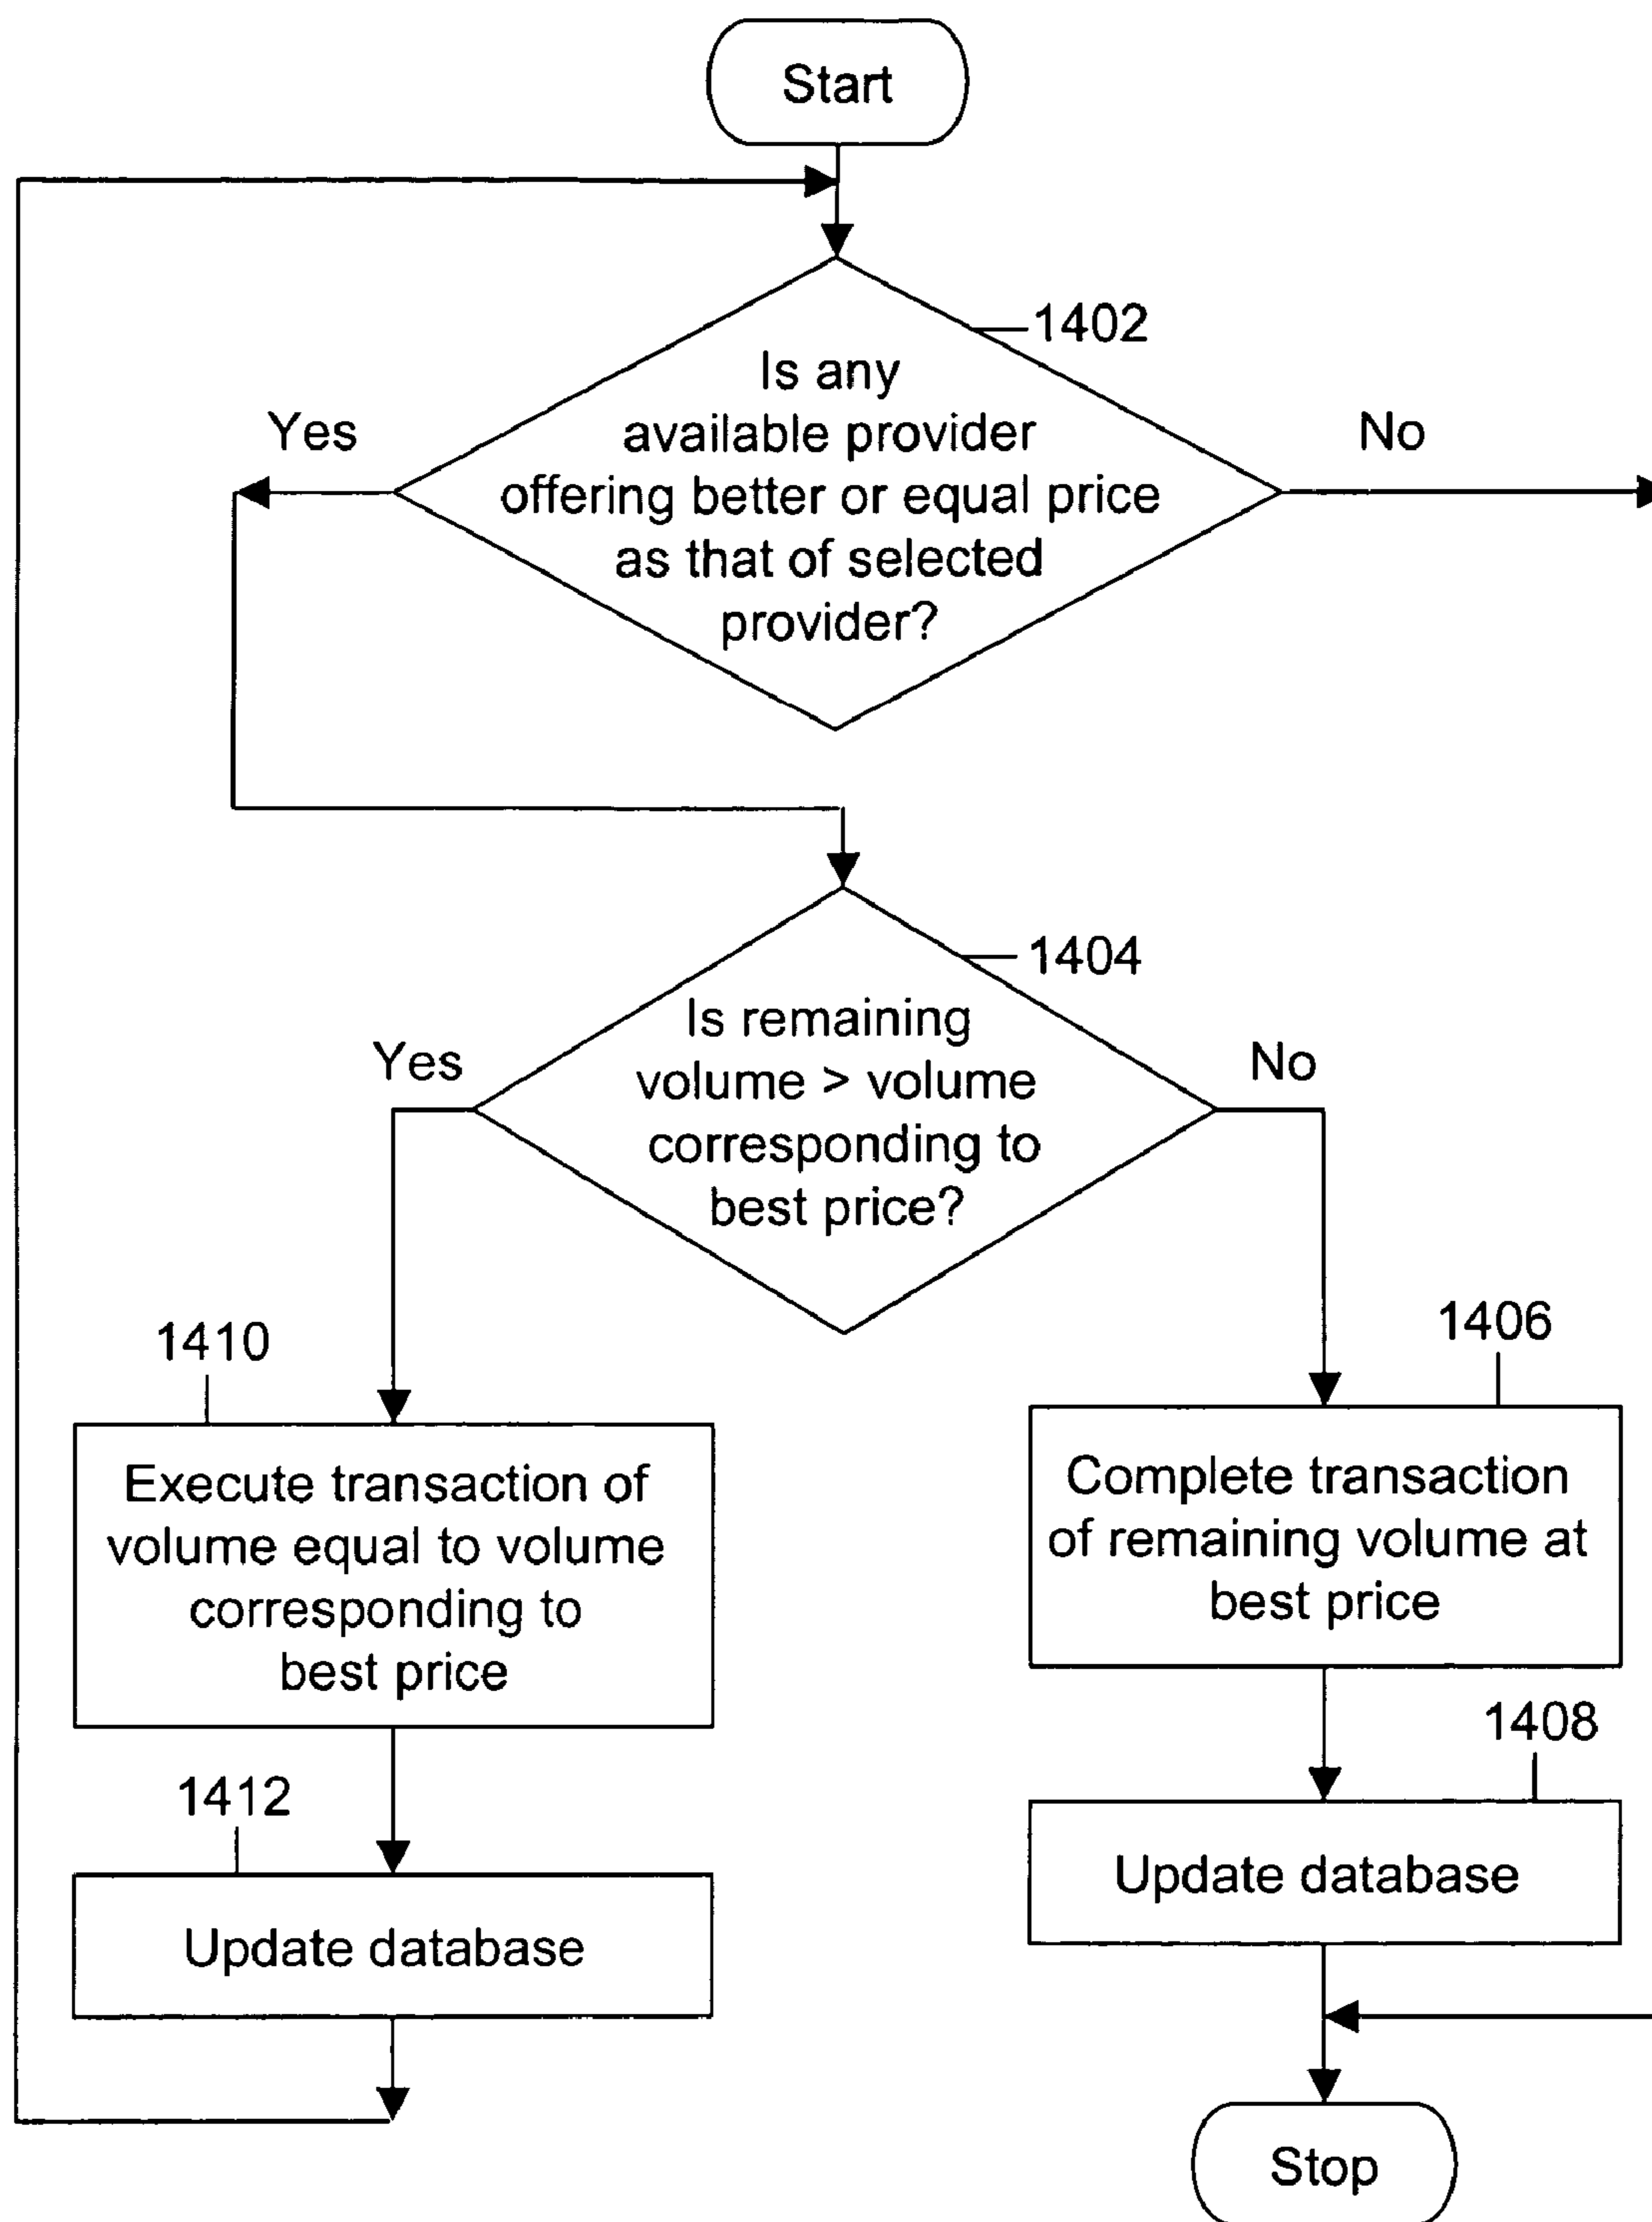 Start
1402
Is any
available provider
offering better or equal price
as that of selected
provider?
Yes
No
1404
Is remaining
volume > volume
corresponding to
best price?
Yes
No
1410
Execute transaction of
volume equal to volume
corresponding to
best price
1406
Complete transaction
of remaining volume at
best price
1412
Update database
1408
Update database
Stop